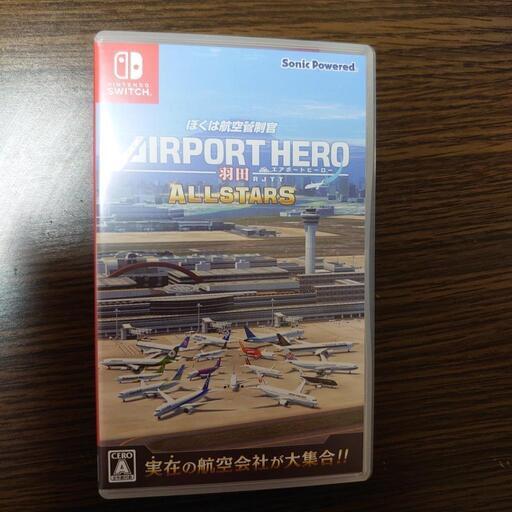 Sonic Powered
NINTENDO
SWITCH
ぼくは航空管制官
AIRPORT HERO
羽田
エアポートヒーロー
RJTT
ALLSTARS
CERO
A
実在の航空会社が大集合!!